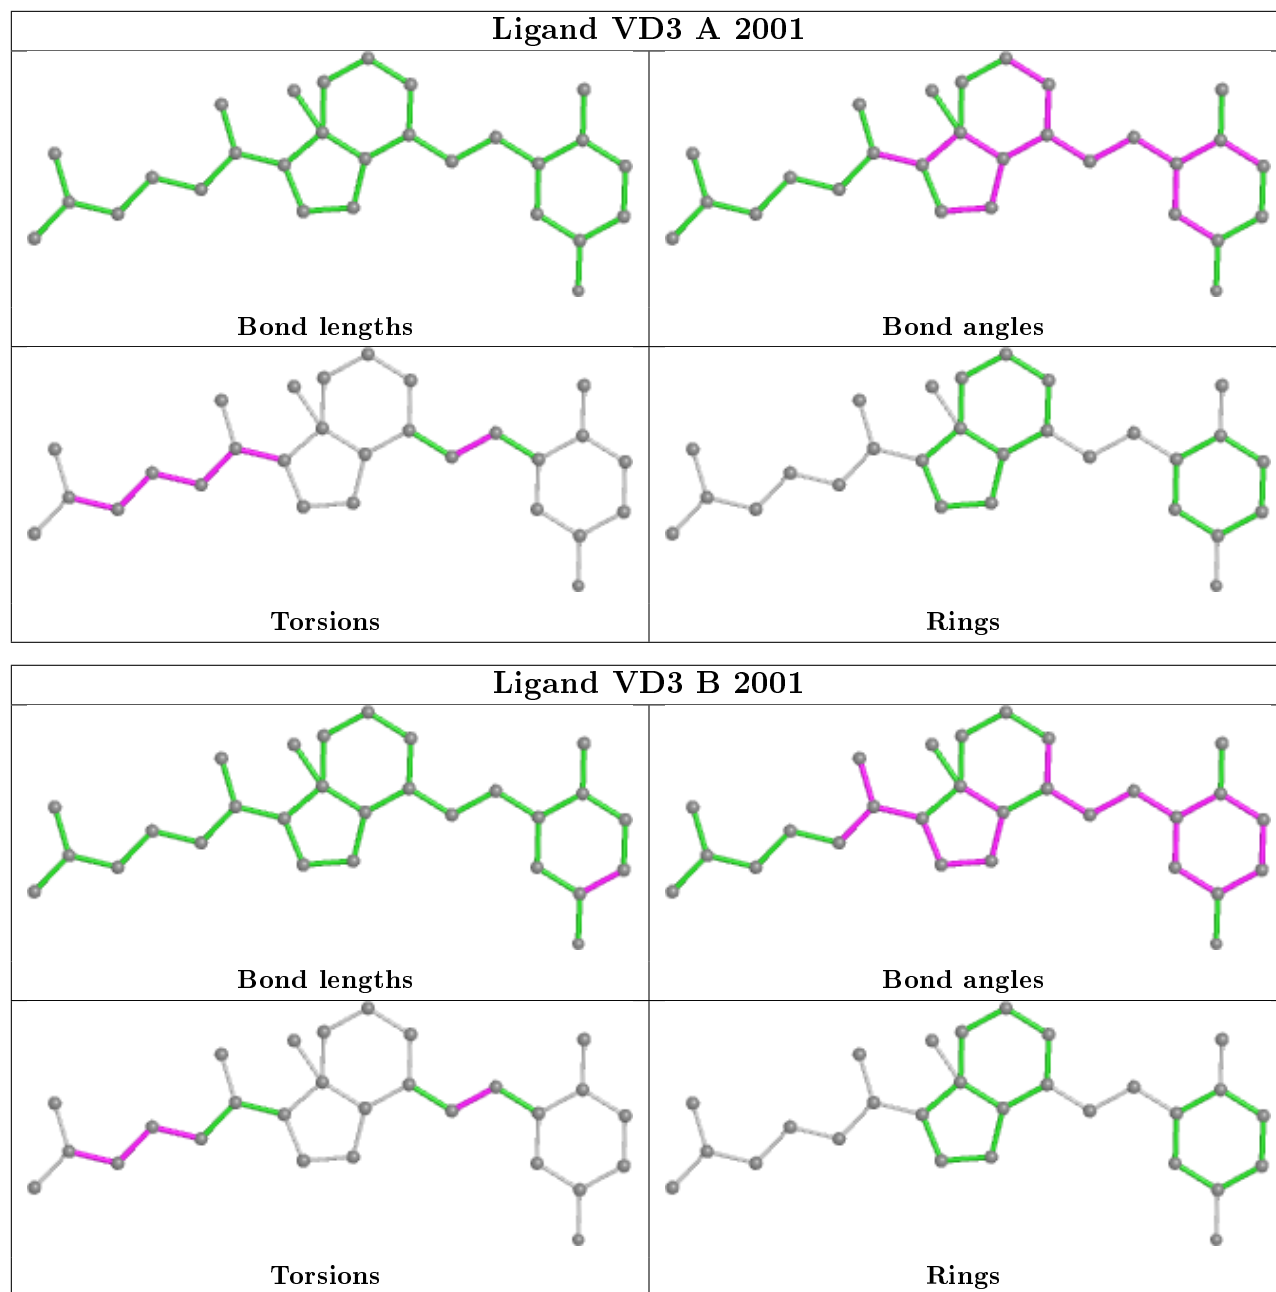 Ligand VD3 A 2001
Bond lengths
Bond angles
Torsions
Rings
Ligand VD3 B 2001
Bond lengths
Bond angles
Torsions
Rings